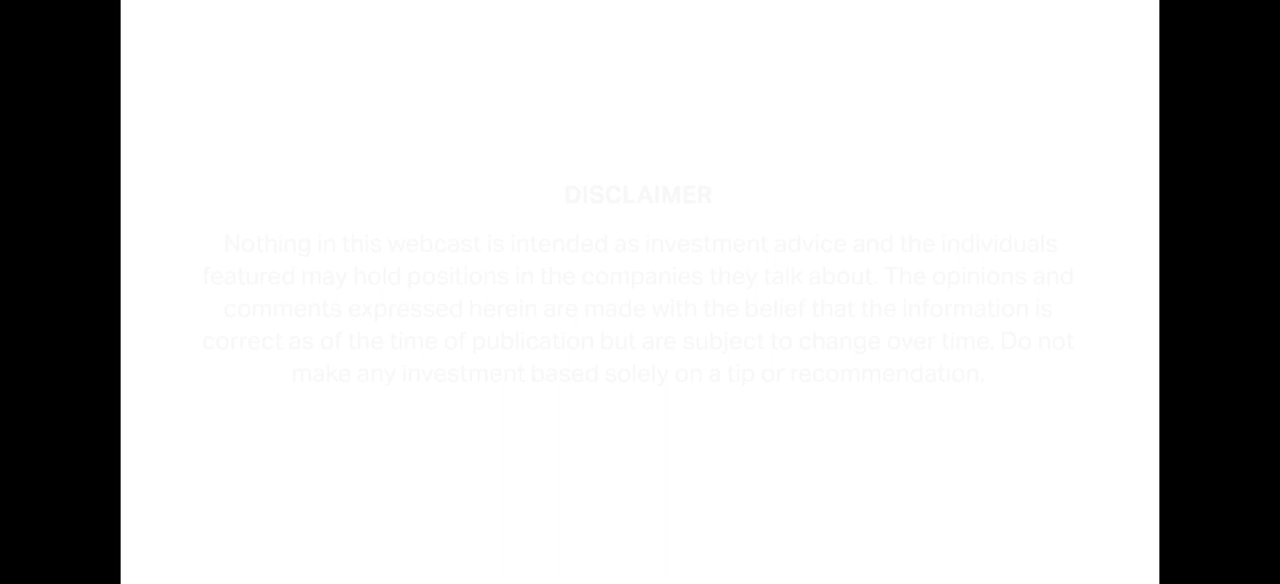 DISCLAIMER
Nothing in this webcast is intended as investment advice and the individuals
featured may hold positions in the companies they talk about. The opinions and
comments expressed herein are made with the belief that the information is
correct as of the time of publication but are subject to change over time. Do not
make any investment based solely on a tip or recommendation.